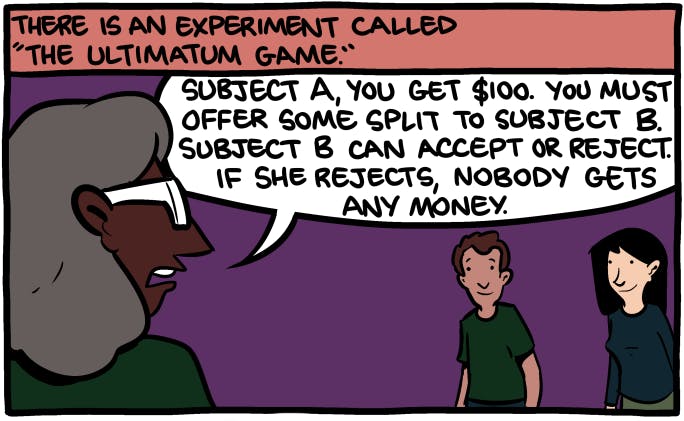 THERE IS AN EXPERIMENT CALLED
"THE ULTIMATUM GAME."
SUBJECT A, YOU GET $100. YOU MUST
OFFER SOME SPLIT TO SUBJECT B.
SUBJECT B CAN ACCEPT OR REJECT.
IF SHE REJECTS, NOBODY GETS
ANY MONEY.